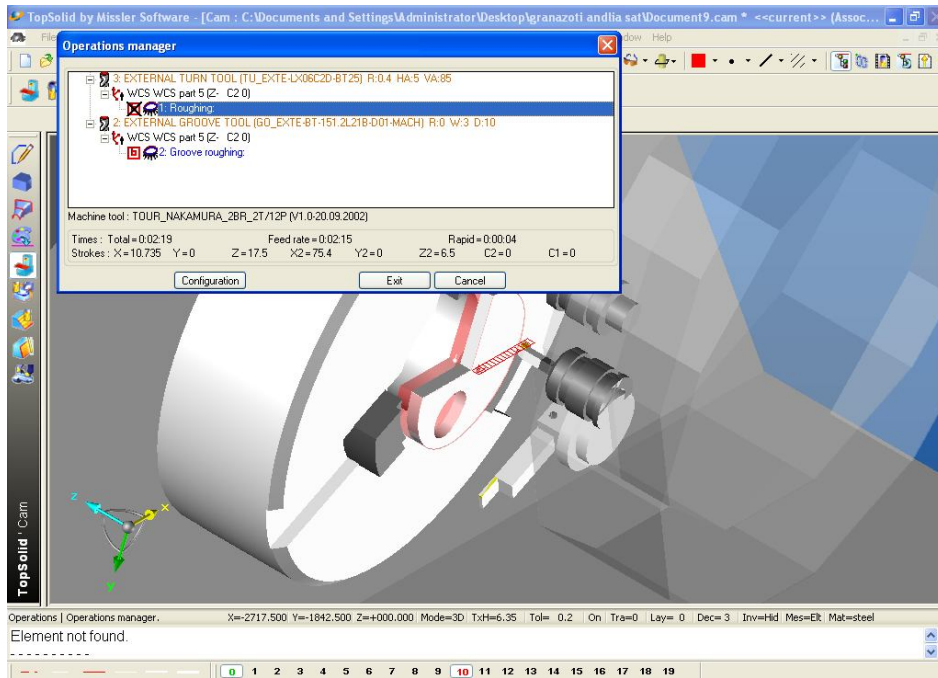 TopSolid by Missler Software - [Cam : C:\Documents and Settings\Administrator\Desktop\granazoti andlia sat\Document9.cam * <<current>> (Assoc...
File
dow Help
Operations manager
3: EXTERNAL TURN TOOL (TU_EXTE-LX06C2D-BT25) R:0.4 HA:5 VA:85
WCS WCS part 5 (Z- C2 0)
1: Roughing:
2: EXTERNAL GROOVE TOOL (GO_EXTE-BT-151.2L21B-D01-MACH) R:0 W:3 D:10
WCS WCS part 5 (Z- C2 0)
2: Groove roughing:
Machine tool : TOUR_NAKAMURA_2BR_2T/12P (V1.0-20.09.2002)
Times : Total = 0:02:19 Feed rate = 0:02:15 Rapid = 0:00:04
Strokes : X = 10.735 Y = 0 Z = 17.5 X2 = 75.4 Y2 = 0 Z2 = 6.5 C2 = 0 C1 = 0
Configuration Exit Cancel
z x
y
TopSolid'Cam
Operations | Operations manager. X=-2717.500 Y=-1842.500 Z=+000.000 Mode=3D TxH=6.35 Tol= 0.2 On Tra=0 Lay= 0 Dec= 3 Inv=Hid Mes=Elt Mat=steel
Element not found.
- - - - - - - - - -
0 1 2 3 4 5 6 7 8 9 10 11 12 13 14 15 16 17 18 19